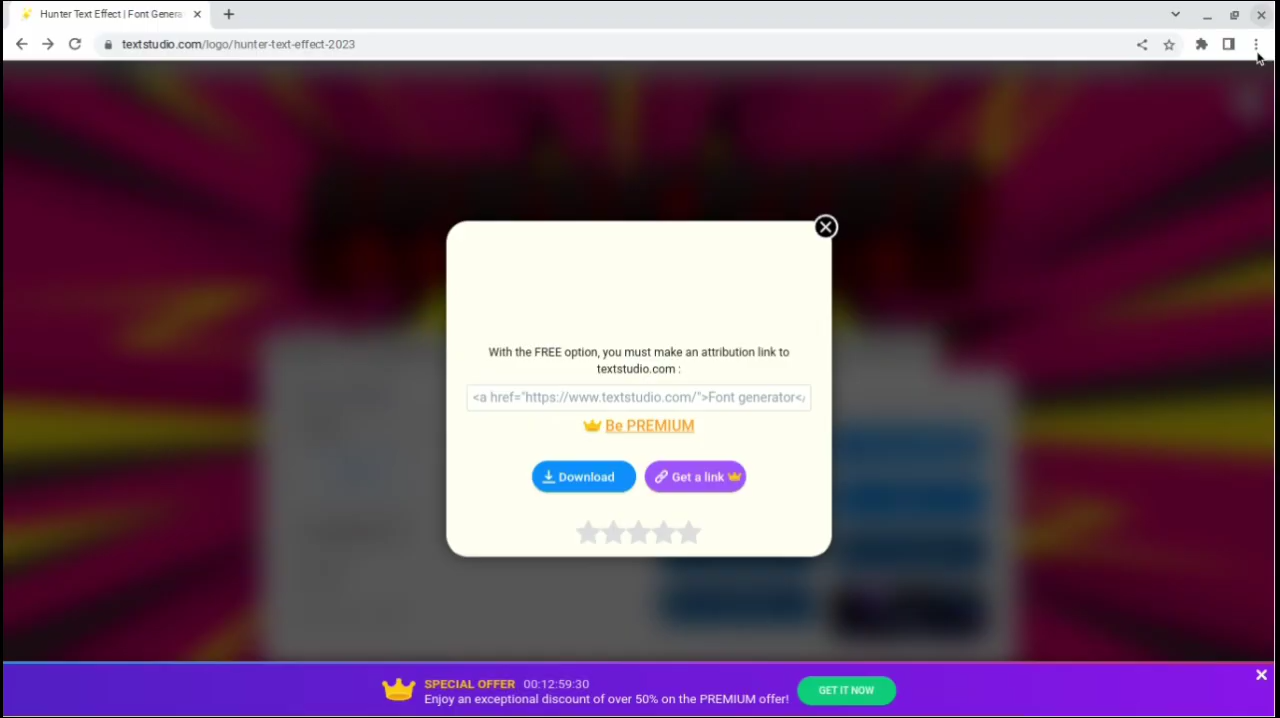 Hunter Text Effect | Font Genera
textstudio.com/logo/hunter-text-effect-2023
With the FREE option, you must make an attribution link to
textstudio.com :
<a href="https://www.textstudio.com/">Font generator</
Be PREMIUM
Download
Get a link
SPECIAL OFFER 00:12:59:30
Enjoy an exceptional discount of over 50% on the PREMIUM offer!
GET IT NOW